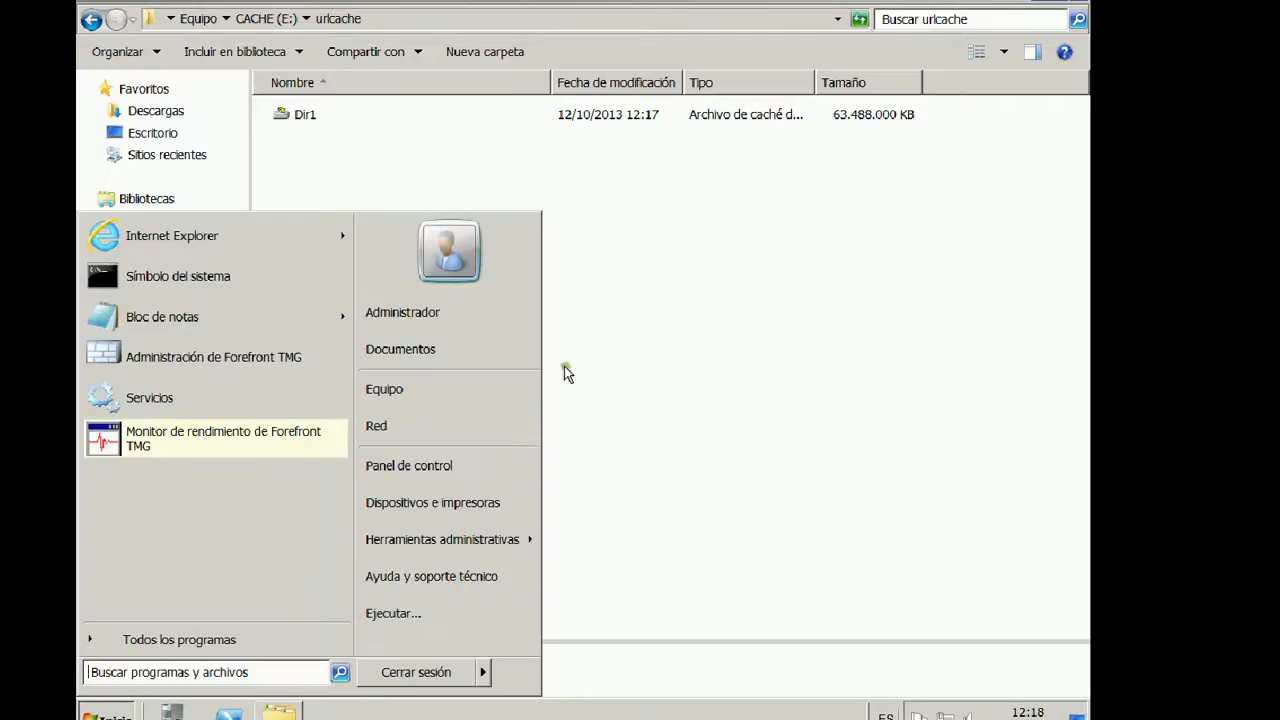 Equipo
CACHE (E:)
urlcache
Buscar urlcache
Organizar
Incluir en biblioteca
Compartir con
Nueva carpeta
Favoritos
Descargas
Escritorio
Sitios recientes
Bibliotecas
Nombre
Fecha de modificación
Tipo
Tamaño
Dir1
12/10/2013 12:17
Archivo de caché d...
63.488.000 KB
Internet Explorer
Símbolo del sistema
Bloc de notas
Administración de Forefront TMG
Servicios
Monitor de rendimiento de Forefront
TMG
Todos los programas
Buscar programas y archivos
Administrador
Documentos
Equipo
Red
Panel de control
Dispositivos e impresoras
Herramientas administrativas
Ayuda y soporte técnico
Ejecutar...
Cerrar sesión
Inicio
ES
12:18